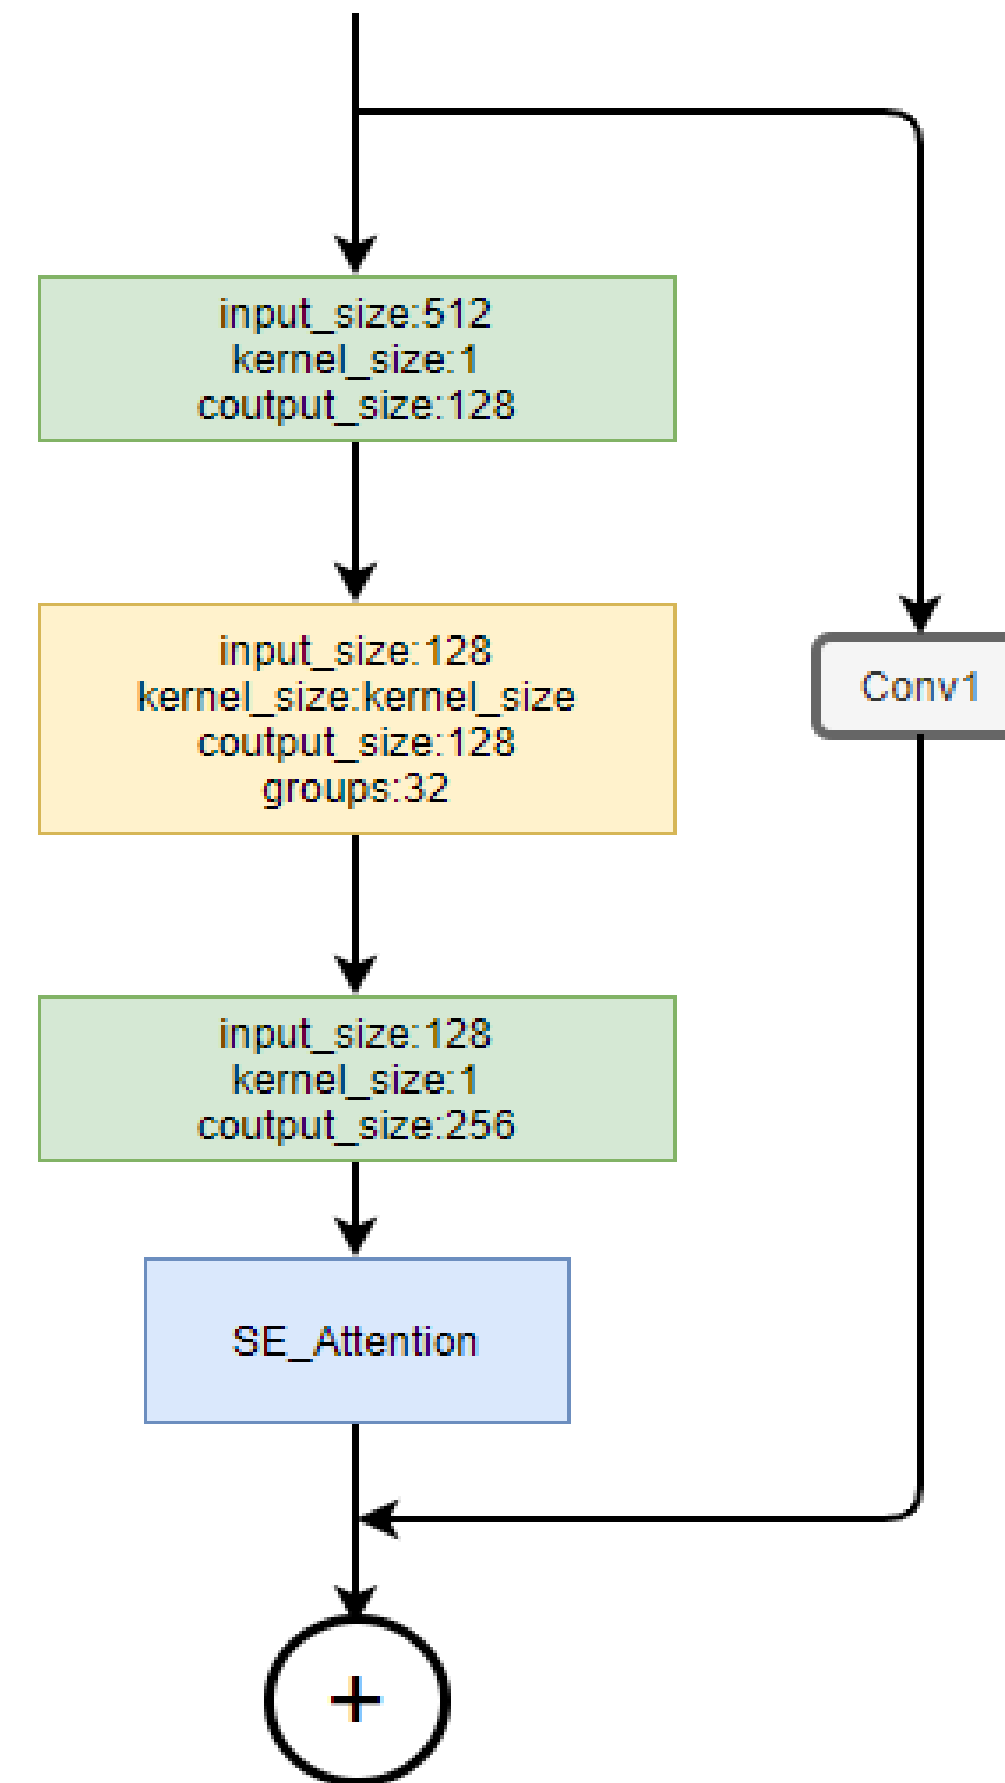 input_size:512
kernel_size:1
coutput_size:128
input_size:128
kernel_size:kernel_size
coutput_size:128
groups:32
Conv1
input_size:128
kernel_size:1
coutput_size:256
SE_Attention
+